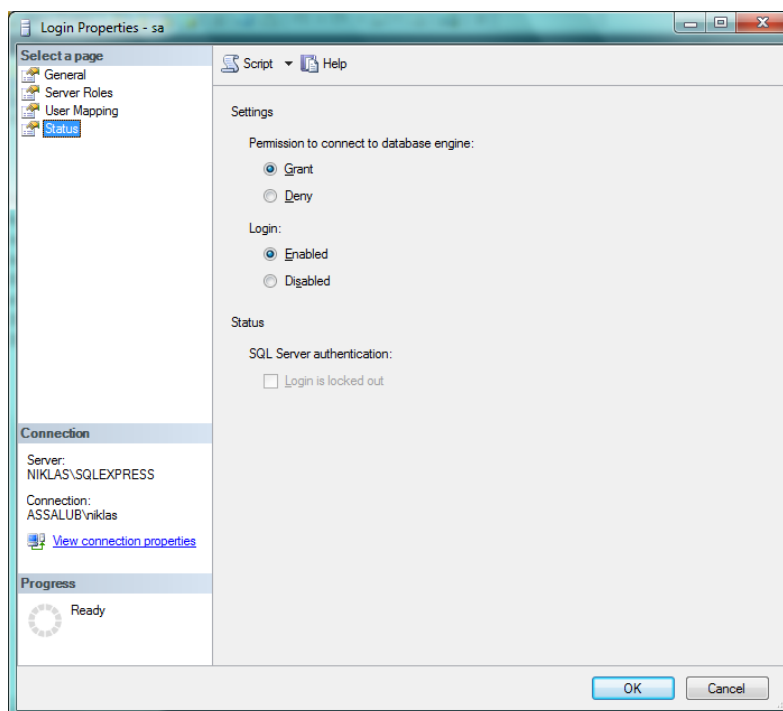 Login Properties - sa
Select a page
General
Server Roles
User Mapping
Status
Script
Help
Settings
Permission to connect to database engine:
Grant
Deny
Login:
Enabled
Disabled
Status
SQL Server authentication:
Login is locked out
Connection
Server:
NIKLAS\SQLEXPRESS
Connection:
ASSALUB\niklas
View connection properties
Progress
Ready
OK
Cancel